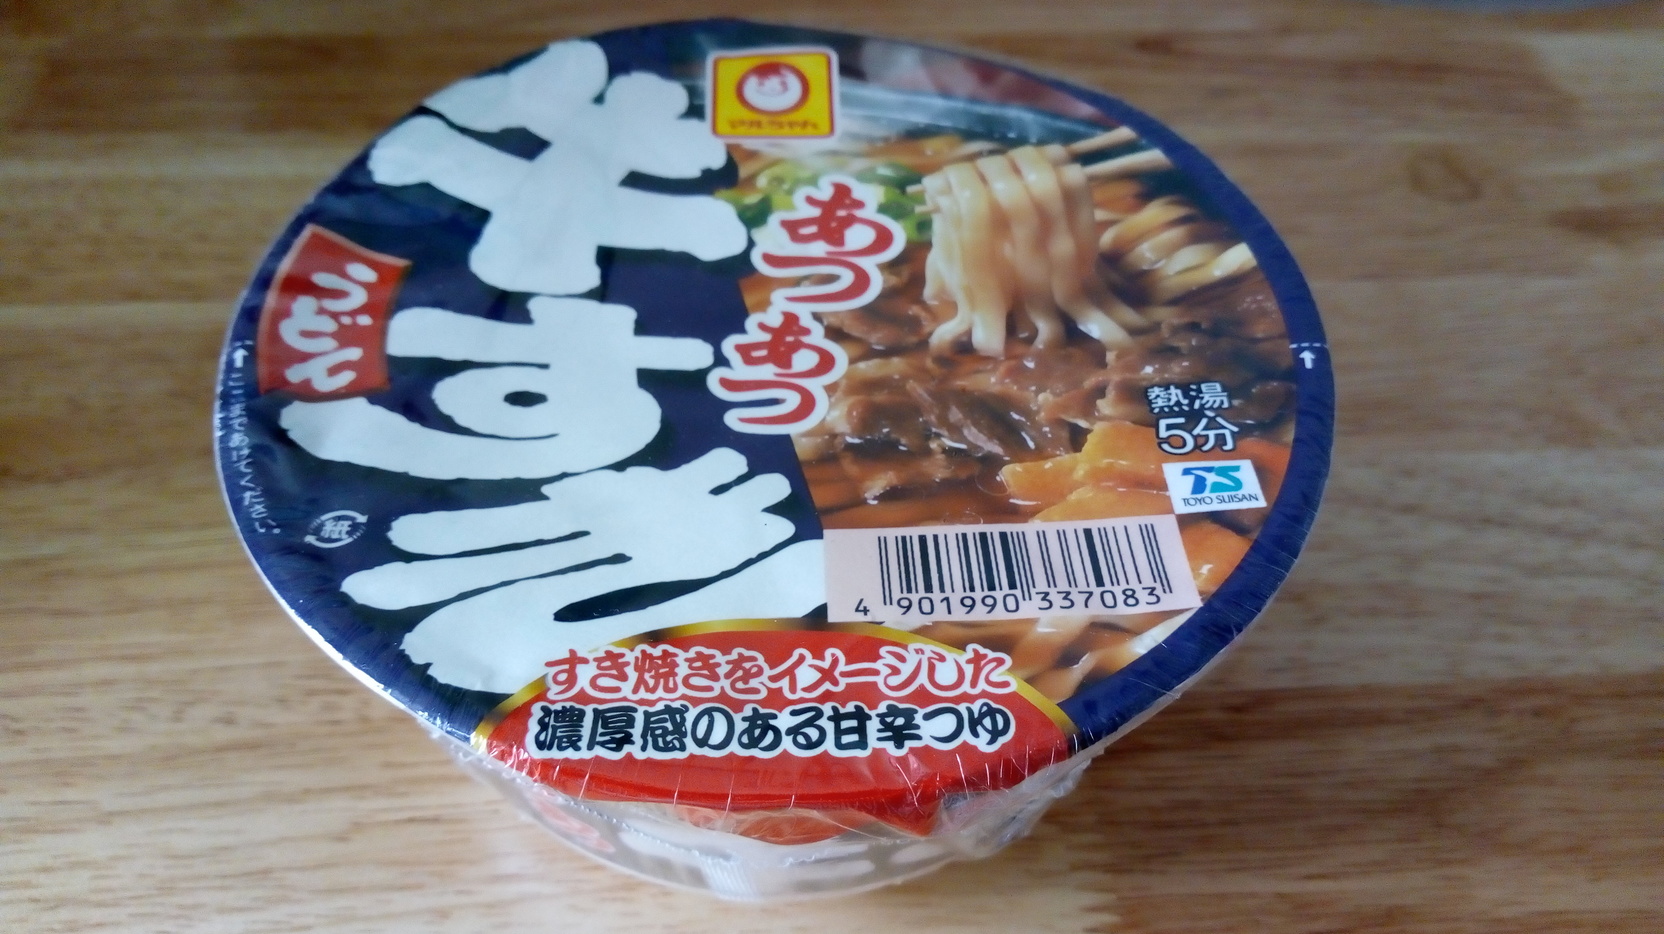 マルちゃん
あつあつ
牛すき
うどん
ここまであけてください。
紙
熱湯
5分
TS
TOYO SUISAN
4 901990 337083
すき焼きをイメージした
濃厚感のある甘辛つゆ